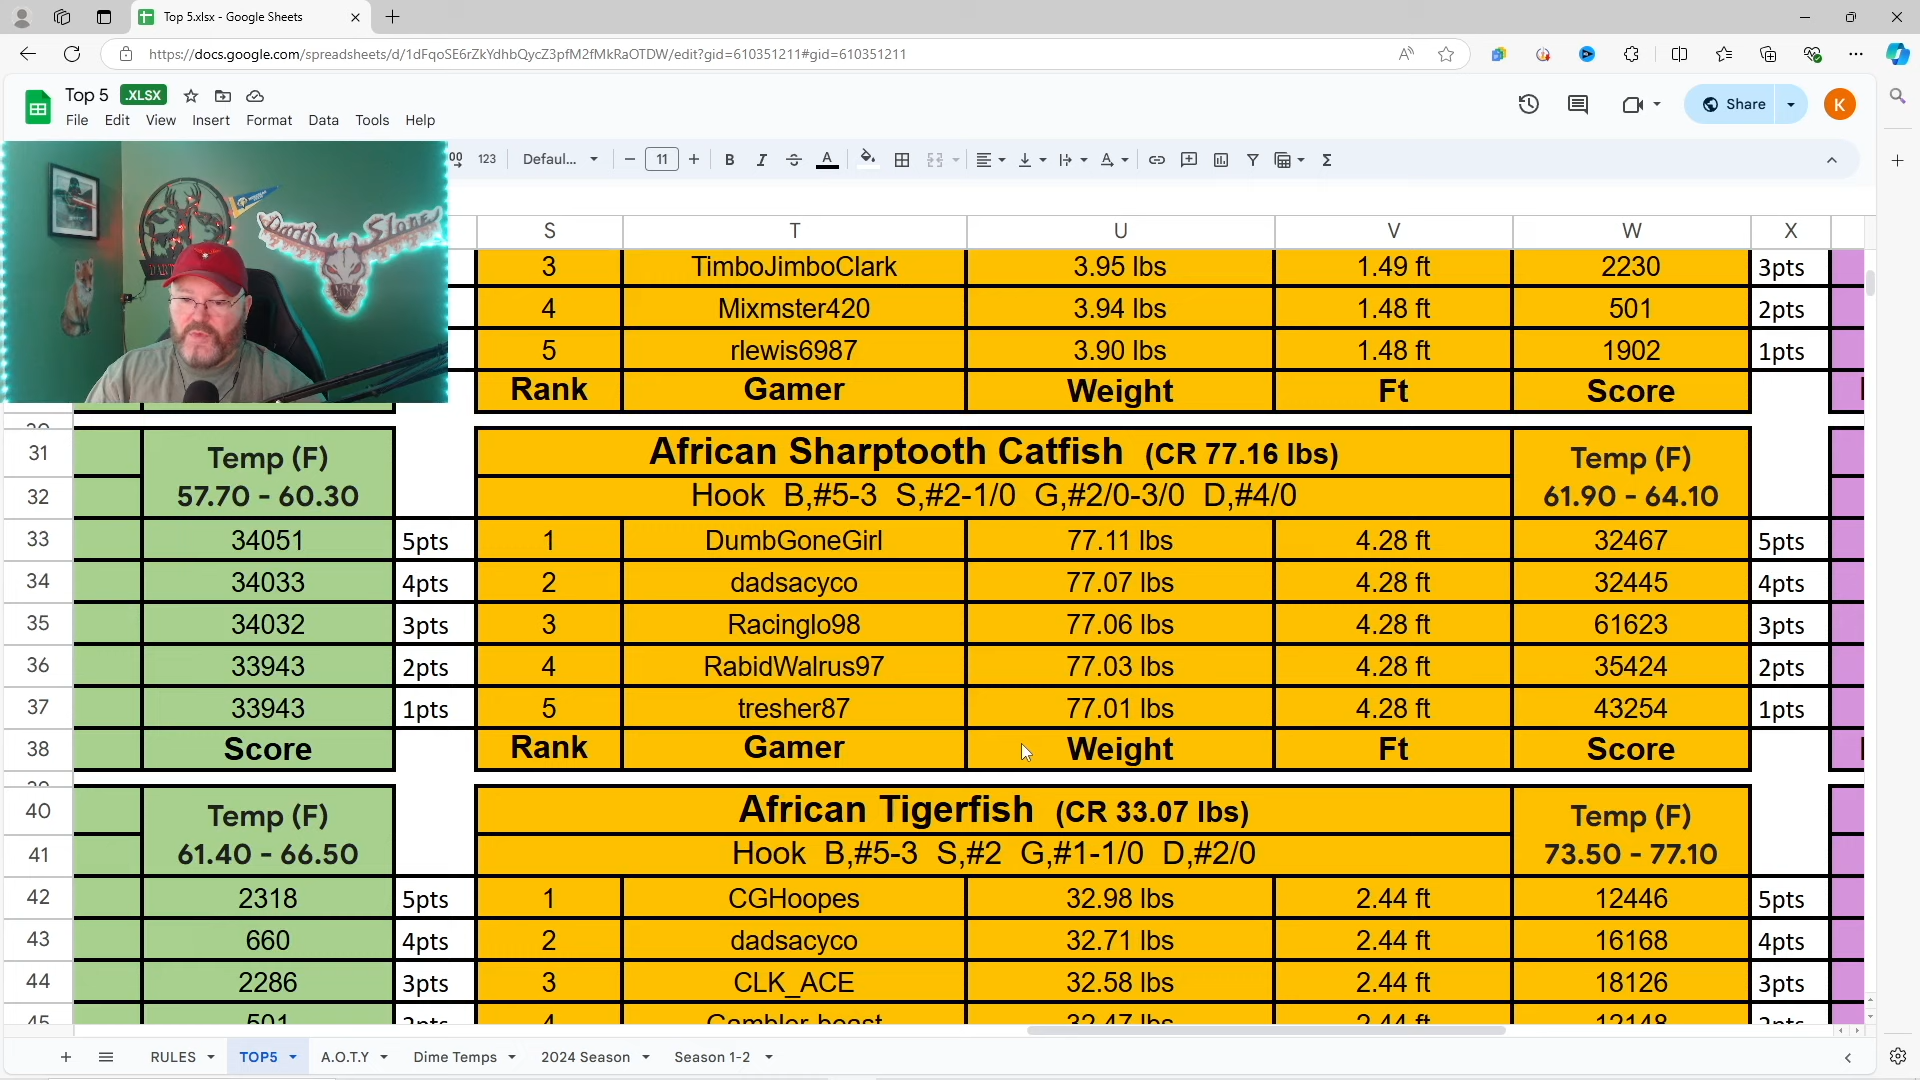 Top 5.xlsx - Google Sheets
https://docs.google.com/spreadsheets/d/1dFqoSE6rZkYdhbQycZ3pfM2fMkRaOTDW/edit?gid=610351211#gid=610351211
Top 5 .XLSX
Share K
File Edit View Insert Format Data Tools Help
123 Defaul... 11
S T U V W X
3 TimboJimboClark 3.95 lbs 1.49 ft 2230 3pts
4 Mixmster420 3.94 lbs 1.48 ft 501 2pts
5 rlewis6987 3.90 lbs 1.48 ft 1902 1pts
Rank Gamer Weight Ft Score
31 Temp (F) African Sharptooth Catfish (CR 77.16 lbs) Temp (F)
32 57.70 - 60.30 Hook B,#5-3 S,#2-1/0 G,#2/0-3/0 D,#4/0 61.90 - 64.10
33 34051 5pts 1 DumbGoneGirl 77.11 lbs 4.28 ft 32467 5pts
34 34033 4pts 2 dadsacyco 77.07 lbs 4.28 ft 32445 4pts
35 34032 3pts 3 Racinglo98 77.06 lbs 4.28 ft 61623 3pts
36 33943 2pts 4 RabidWalrus97 77.03 lbs 4.28 ft 35424 2pts
37 33943 1pts 5 tresher87 77.01 lbs 4.28 ft 43254 1pts
38 Score Rank Gamer Weight Ft Score
40 Temp (F) African Tigerfish (CR 33.07 lbs) Temp (F)
41 61.40 - 66.50 Hook B,#5-3 S,#2 G,#1-1/0 D,#2/0 73.50 - 77.10
42 2318 5pts 1 CGHoopes 32.98 lbs 2.44 ft 12446 5pts
43 660 4pts 2 dadsacyco 32.71 lbs 2.44 ft 16168 4pts
44 2286 3pts 3 CLK_ACE 32.58 lbs 2.44 ft 18126 3pts
45 501 2pts 4 32.47 lbs 2.44 ft 12148 2pts
RULES TOP5 A.O.T.Y Dime Temps 2024 Season Season 1-2